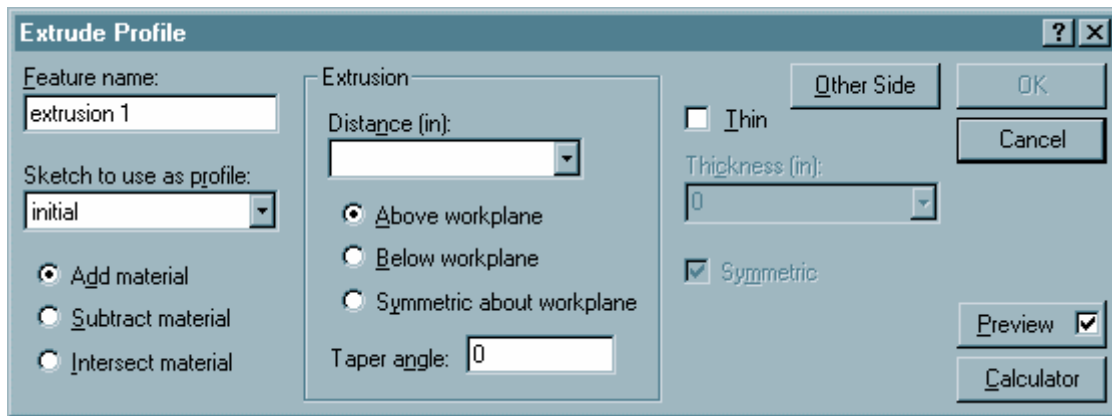 Extrude Profile
Feature name:
extrusion 1
Sketch to use as profile:
initial
Add material
Subtract material
Intersect material
Extrusion
Distance (in):
Above workplane
Below workplane
Symmetric about workplane
Taper angle: 0
Other Side
Thin
Thickness (in):
0
Symmetric
OK
Cancel
Preview
Calculator